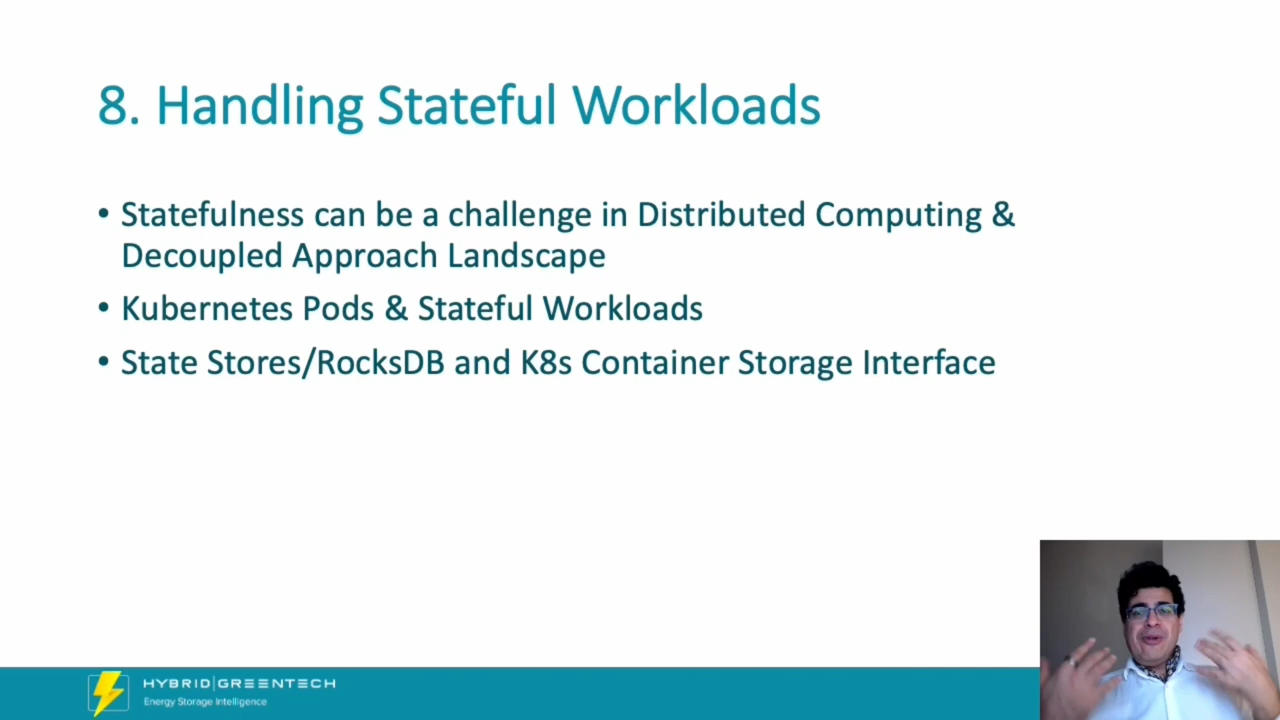 8. Handling Stateful Workloads
• Statefulness can be a challenge in Distributed Computing &
Decoupled Approach Landscape
• Kubernetes Pods & Stateful Workloads
• State Stores/RocksDB and K8s Container Storage Interface
HYBRID|GREENTECH
Energy Storage Intelligence